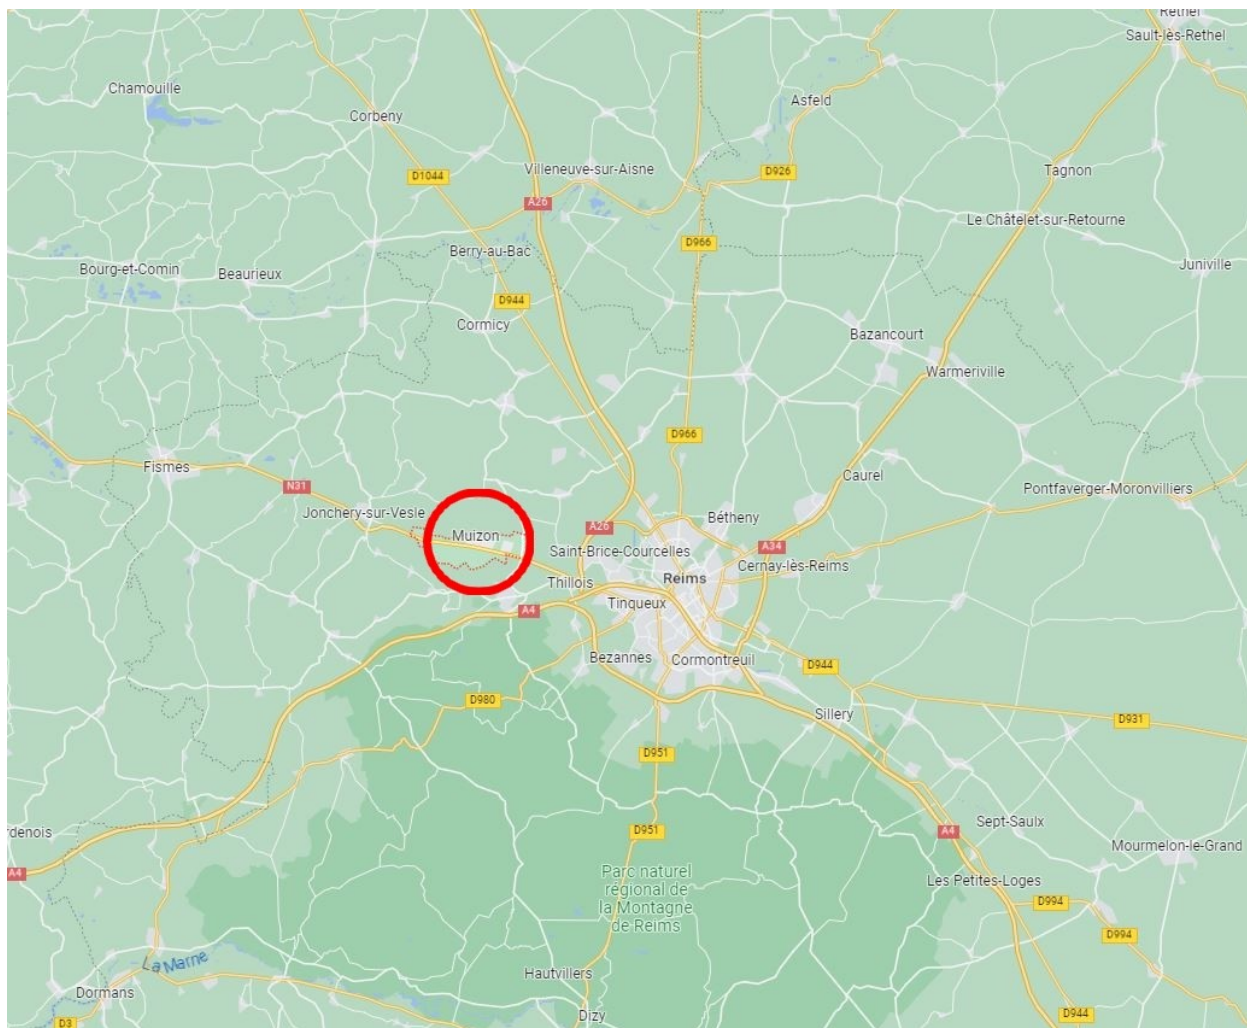 Rethel
Sault-lès-Rethel
Chamouille
Asfeld
Corbeny
Villeneuve-sur-Aisne
D926
Tagnon
D1044
A26
Le Châtelet-sur-Retourne
D966
Berry-au-Bac
Juniville
Bourg-et-Comin
Beaurieux
D944
Cormicy
Bazancourt
Warmeriville
D966
Fismes
Caurel
N31
Pontfaverger-Moronvilliers
Jonchery-sur-Vesle
Bétheny
A26
Muizon
A34
Saint-Brice-Courcelles
Cernay-lès-Reims
Reims
Thillois
Tinqueux
A4
Bezannes
Cormontreuil
D944
D980
Sillery
D931
D951
Sept-Saulx
rdenois
D951
A4
Mourmelon-le-Grand
A4
Parc naturel
régional de
la Montagne
de Reims
Les Petites-Loges
D994
D994
La Marne
Hautvillers
Dormans
Dizy
D944
D3